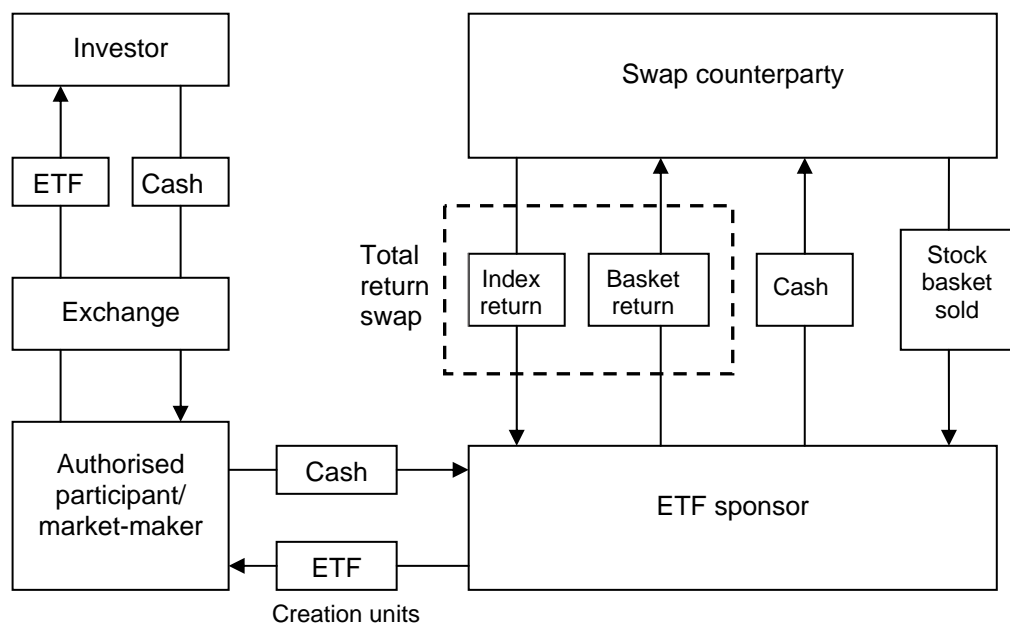 Investor
Swap counterparty
ETF
Cash
Total
return
swap
Index
return
Basket
return
Cash
Stock
basket
sold
Exchange
Authorised
participant/
market-maker
Cash
ETF sponsor
ETF
Creation units